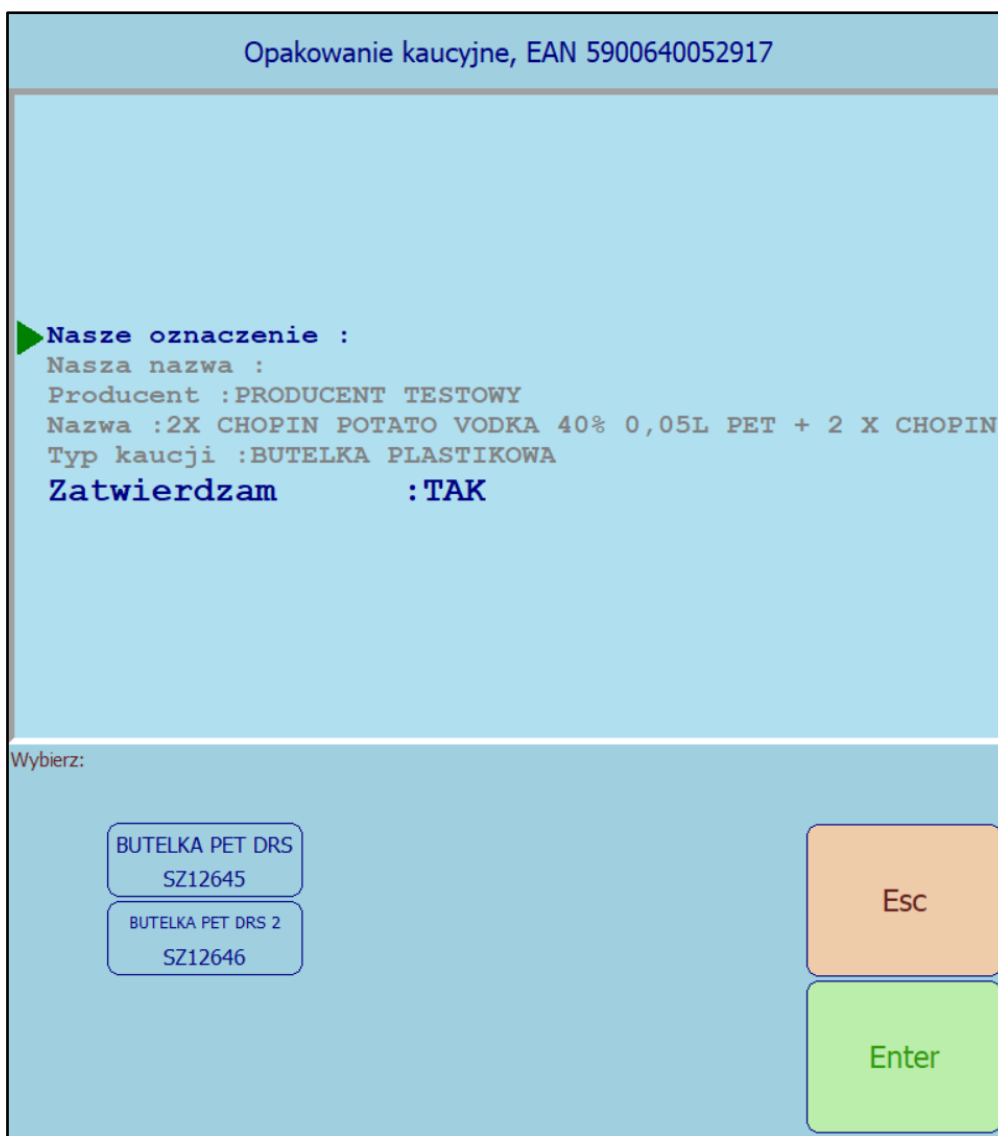 Opakowanie kaucyjne, EAN 5900640052917
Nasze oznaczenie :
Nasza nazwa :
Producent :PRODUCENT TESTOWY
Nazwa :2X CHOPIN POTATO VODKA 40% 0,05L PET + 2 X CHOPIN
Typ kaucji :BUTELKA PLASTIKOWA
Zatwierdzam :TAK
Wybierz:
BUTELKA PET DRS
SZ12645
BUTELKA PET DRS 2
SZ12646
Esc
Enter